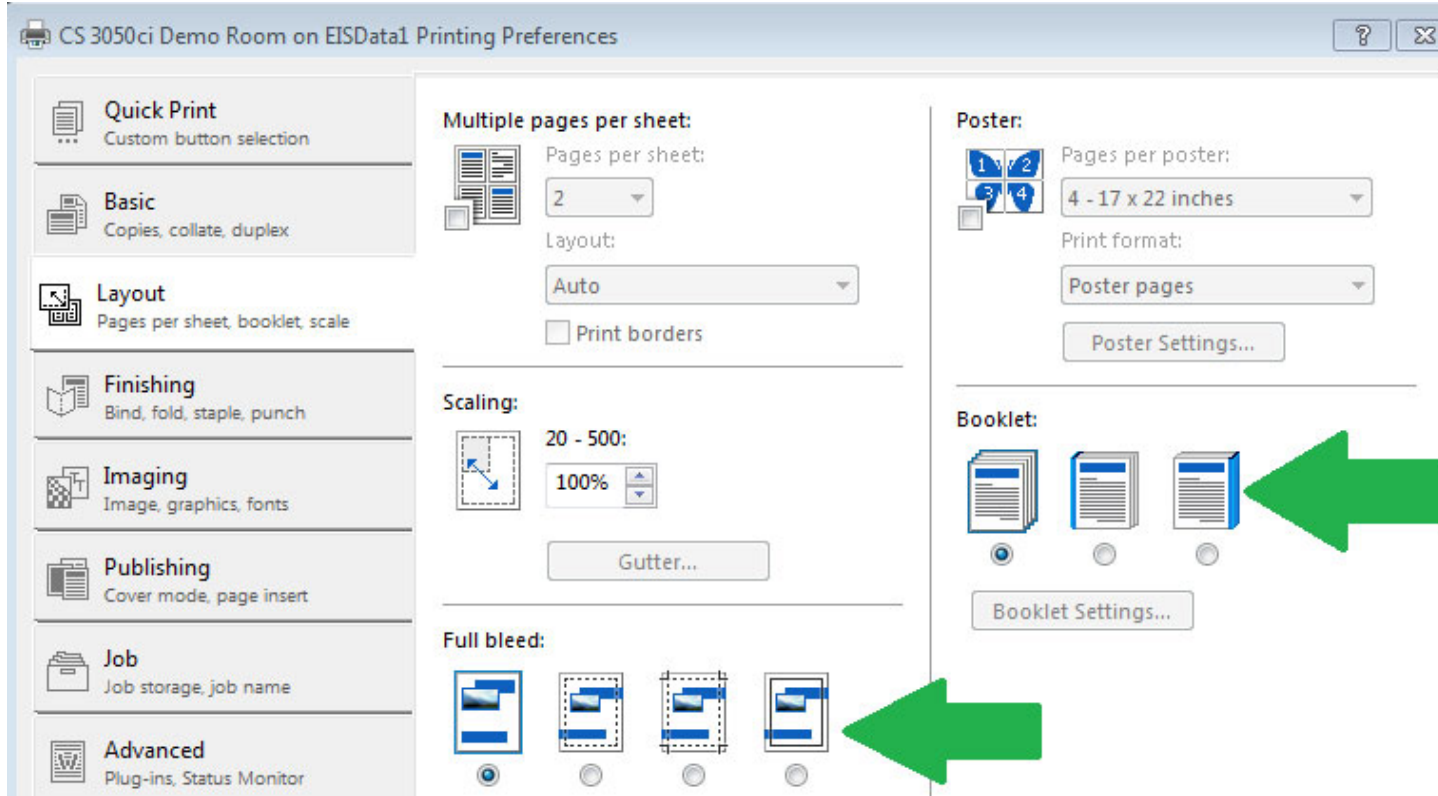 CS 3050ci Demo Room on EISData1 Printing Preferences
Quick Print
Custom button selection
Basic
Copies, collate, duplex
Layout
Pages per sheet, booklet, scale
Finishing
Bind, fold, staple, punch
Imaging
Image, graphics, fonts
Publishing
Cover mode, page insert
Job
Job storage, job name
Advanced
Plug-ins, Status Monitor
Multiple pages per sheet:
Pages per sheet:
2
Layout:
Auto
Print borders
Scaling:
20 - 500:
100%
Gutter...
Full bleed:
Poster:
1 2
3 4
Pages per poster:
4 - 17 x 22 inches
Print format:
Poster pages
Poster Settings...
Booklet:
Booklet Settings...